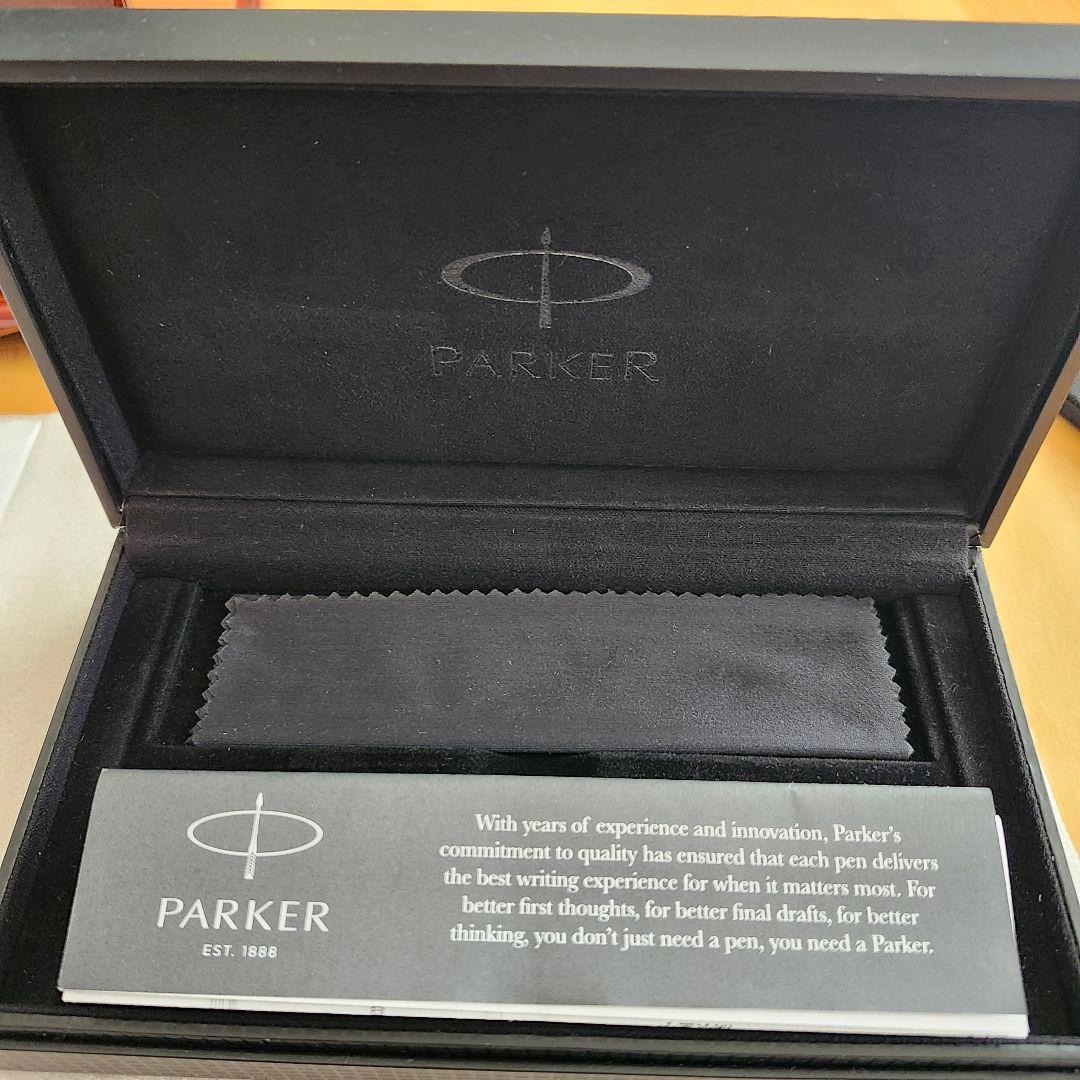 PARKER
PARKER
EST. 1888
With years of experience and innovation, Parker's
commitment to quality has ensured that each pen delivers
the best writing experience for when it matters most. For
better first thoughts, for better final drafts, for better
thinking, you don't just need a pen, you need a Parker.